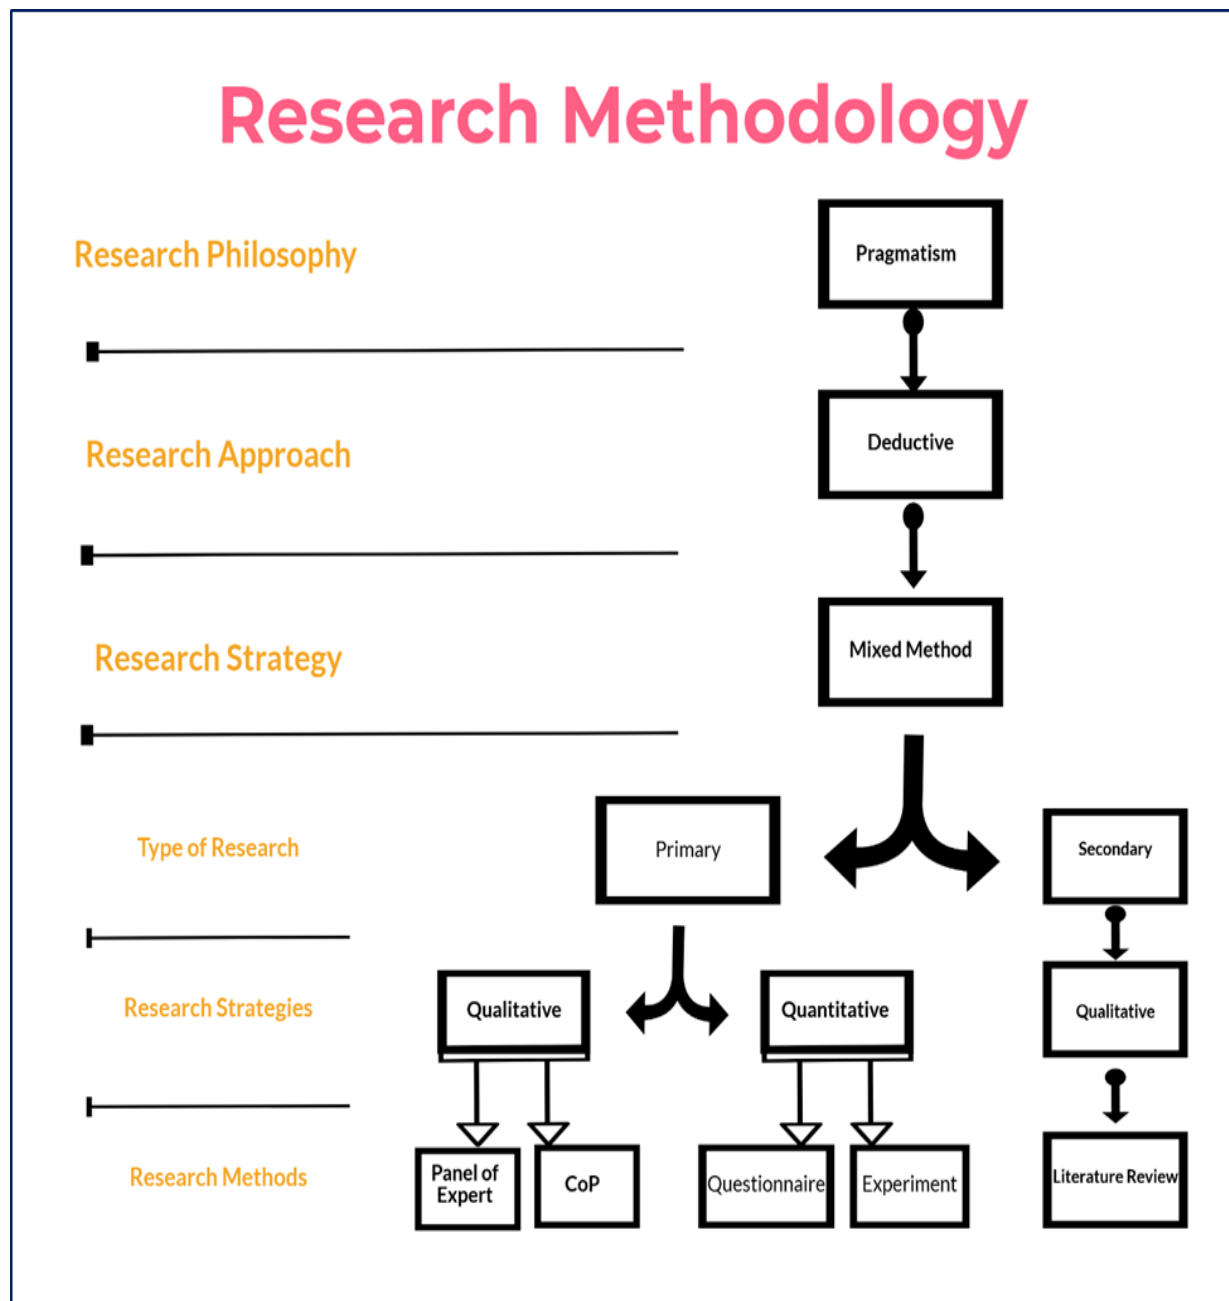 Research Methodology
Research Philosophy
Pragmatism
Research Approach
Deductive
Research Strategy
Mixed Method
Type of Research
Primary
Secondary
Research Strategies
Qualitative
Quantitative
Qualitative
Research Methods
Panel of
Expert
CoP
Questionnaire
Experiment
Literature Review